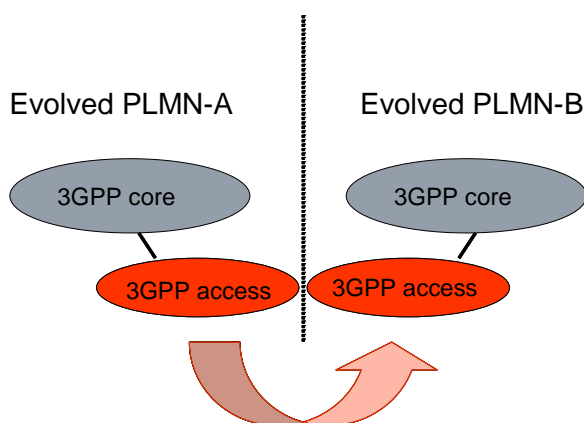 Evolved PLMN-A
Evolved PLMN-B
3GPP core
3GPP core
3GPP access
3GPP access